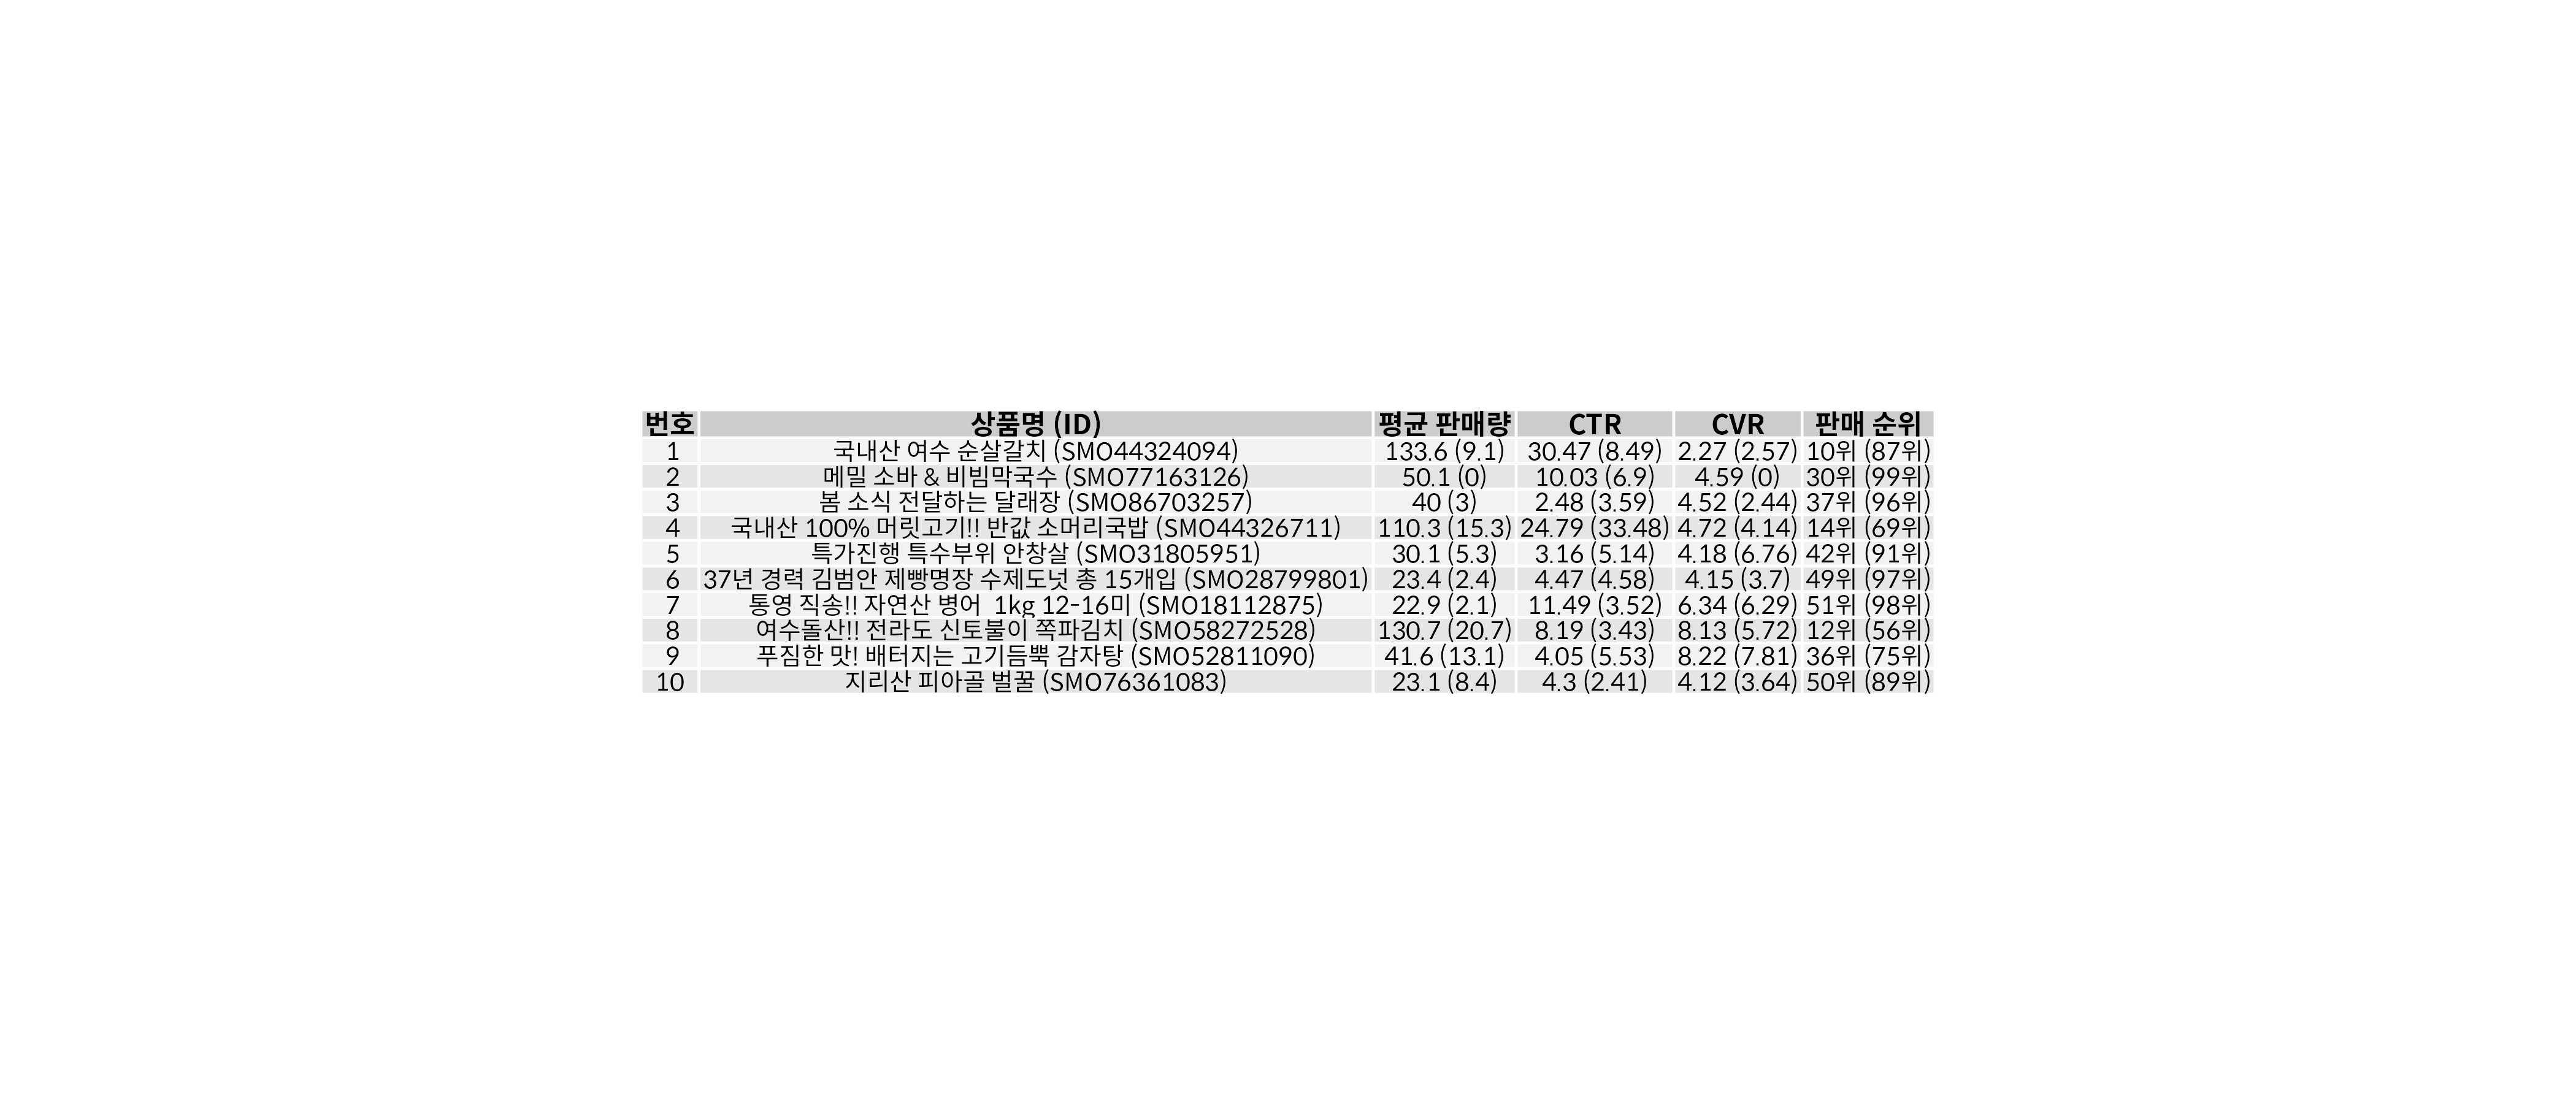 번호 상품명 (ID) 평균 판매량 CTR CVR 판매 순위
1 국내산 여수 순살갈치 (SMO44324094) 133.6 (9.1) 30.47 (8.49) 2.27 (2.57) 10위 (87위)
2 메밀 소바 & 비빔막국수 (SMO77163126) 50.1 (0) 10.03 (6.9) 4.59 (0) 30위 (99위)
3 봄 소식 전달하는 달래장 (SMO86703257) 40 (3) 2.48 (3.59) 4.52 (2.44) 37위 (96위)
4 국내산 100% 머릿고기!! 반값 소머리국밥 (SMO44326711) 110.3 (15.3) 24.79 (33.48) 4.72 (4.14) 14위 (69위)
5 특가진행 특수부위 안창살 (SMO31805951) 30.1 (5.3) 3.16 (5.14) 4.18 (6.76) 42위 (91위)
6 37년 경력 김범안 제빵명장 수제도넛 총 15개입 (SMO28799801) 23.4 (2.4) 4.47 (4.58) 4.15 (3.7) 49위 (97위)
7 통영 직송!! 자연산 병어 1kg 12-16미 (SMO18112875) 22.9 (2.1) 11.49 (3.52) 6.34 (6.29) 51위 (98위)
8 여수돌산!! 전라도 신토불이 쪽파김치 (SMO58272528) 130.7 (20.7) 8.19 (3.43) 8.13 (5.72) 12위 (56위)
9 푸짐한 맛! 배터지는 고기듬뿍 감자탕 (SMO52811090) 41.6 (13.1) 4.05 (5.53) 8.22 (7.81) 36위 (75위)
10 지리산 피아골 벌꿀 (SMO76361083) 23.1 (8.4) 4.3 (2.41) 4.12 (3.64) 50위 (89위)